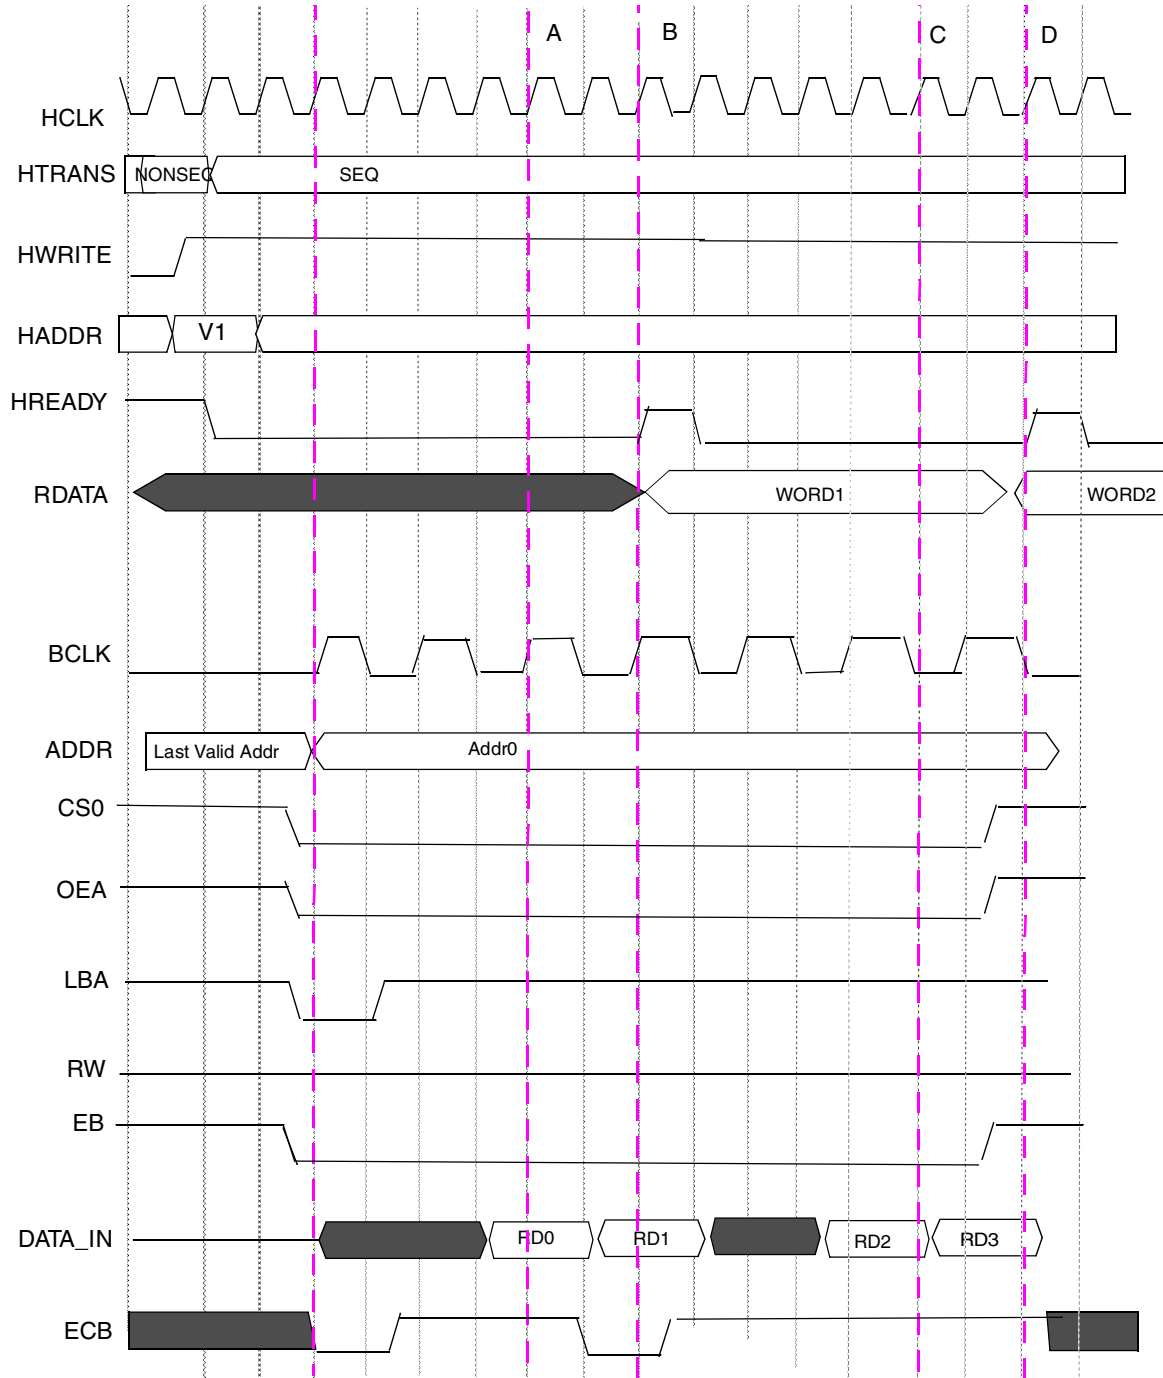 A B C D
HCLK
HTRANS NONSEQ SEQ
HWRITE
HADDR V1
HREADY
RDATA WORD1 WORD2
BCLK
ADDR Last Valid Addr Addr0
CS0
OEA
LBA
RW
EB
DATA_IN RD0 RD1 RD2 RD3
ECB